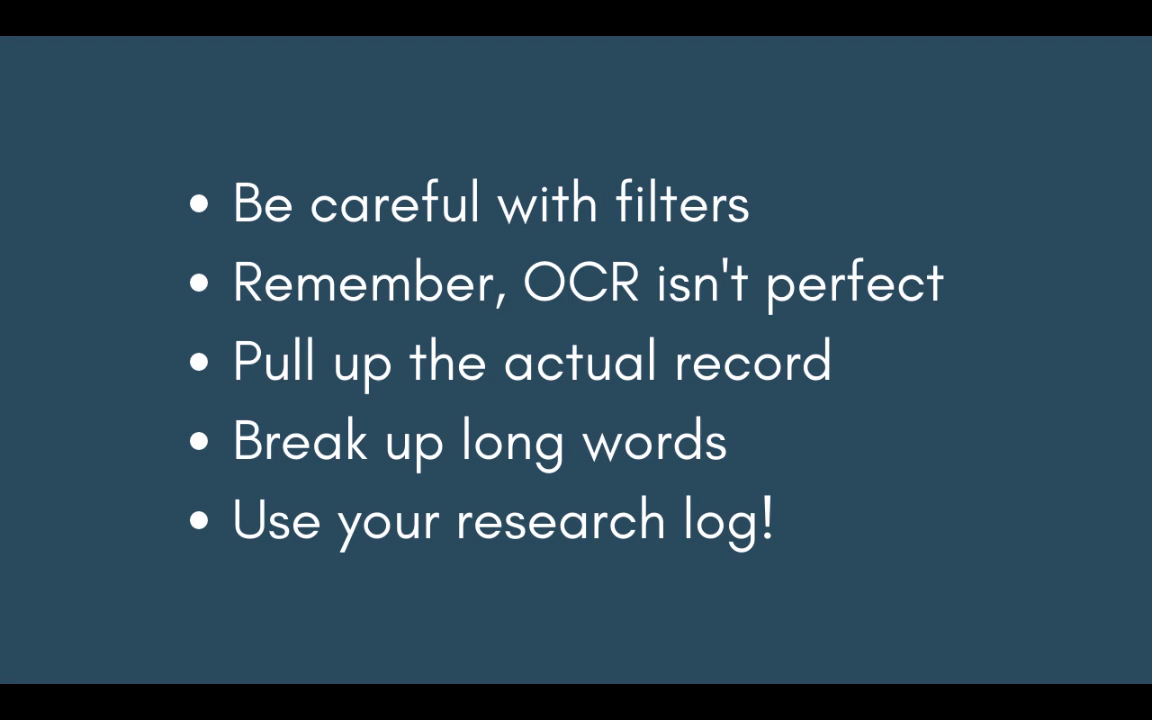 • Be careful with filters
• Remember, OCR isn't perfect
• Pull up the actual record
• Break up long words
• Use your research log!